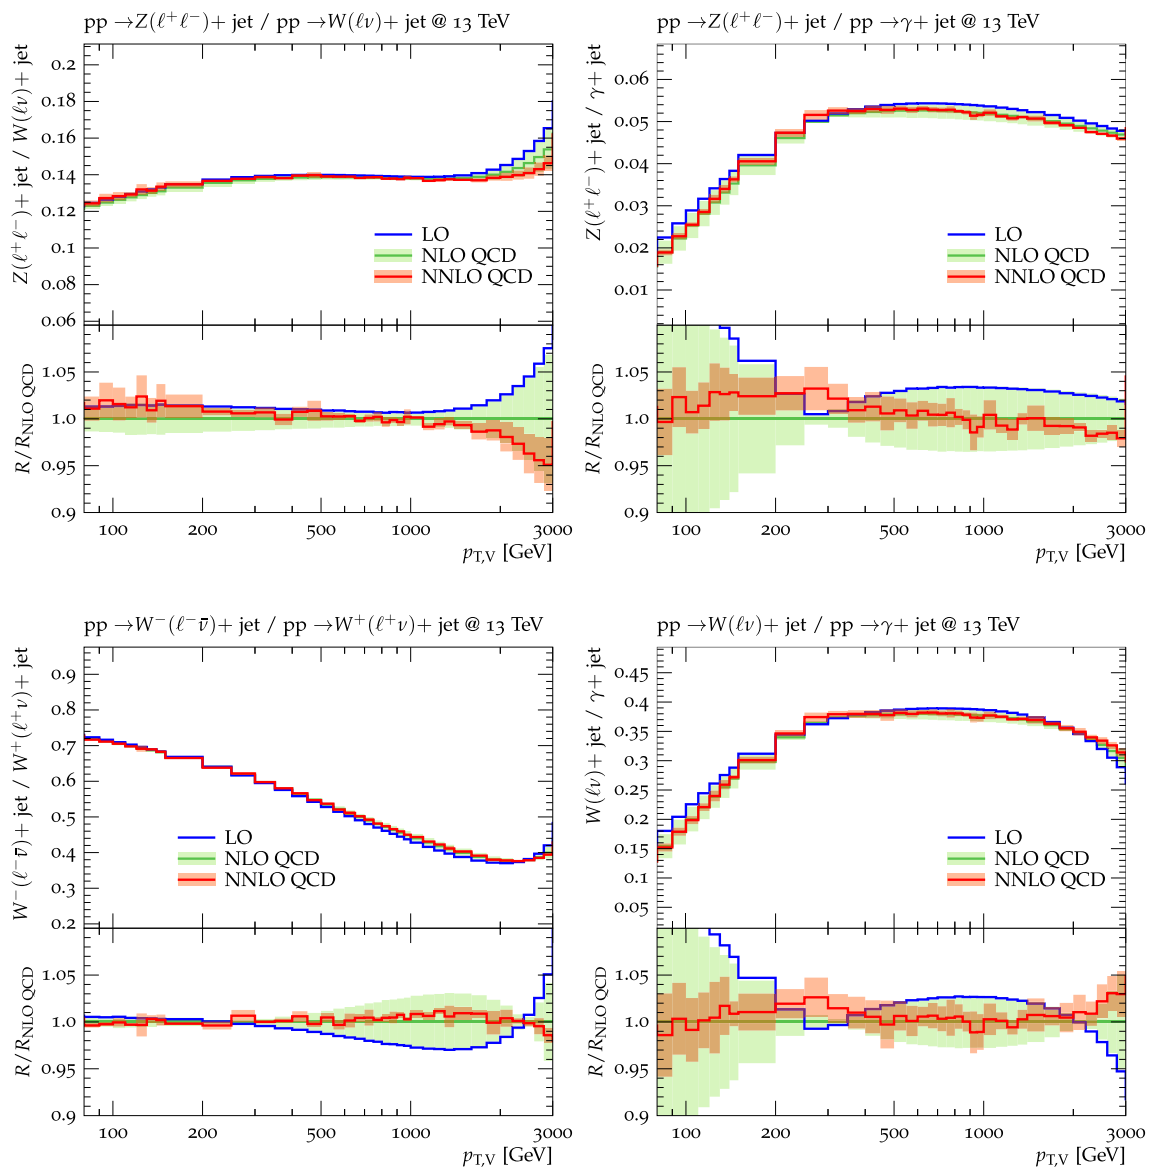 pp →Z(ℓ⁺ℓ⁻)+ jet / pp →W(ℓν)+ jet @ 13 TeV
Z(ℓ⁺ℓ⁻)+ jet / W(ℓν)+ jet
0.2
0.18
0.16
0.14
0.12
0.1
0.08
0.06
LO
NLO QCD
NNLO QCD
R/R_NLO QCD
1.05
1.0
0.95
0.9
100 200 500 1000 3000
p_T,V [GeV]
pp →Z(ℓ⁺ℓ⁻)+ jet / pp →γ+ jet @ 13 TeV
Z(ℓ⁺ℓ⁻)+ jet / γ+ jet
0.06
0.05
0.04
0.03
0.02
0.01
LO
NLO QCD
NNLO QCD
R/R_NLO QCD
1.05
1.0
0.95
0.9
100 200 500 1000 3000
p_T,V [GeV]
pp →W⁻(ℓ⁻ν̄)+ jet / pp →W⁺(ℓ⁺ν)+ jet @ 13 TeV
W⁻(ℓ⁻ν̄)+ jet / W⁺(ℓ⁺ν)+ jet
0.9
0.8
0.7
0.6
0.5
0.4
0.3
0.2
LO
NLO QCD
NNLO QCD
R/R_NLO QCD
1.05
1.0
0.95
0.9
100 200 500 1000 3000
p_T,V [GeV]
pp →W(ℓν)+ jet / pp →γ+ jet @ 13 TeV
W(ℓν)+ jet / γ+ jet
0.45
0.4
0.35
0.3
0.25
0.2
0.15
0.1
0.05
LO
NLO QCD
NNLO QCD
R/R_NLO QCD
1.05
1.0
0.95
0.9
100 200 500 1000 3000
p_T,V [GeV]